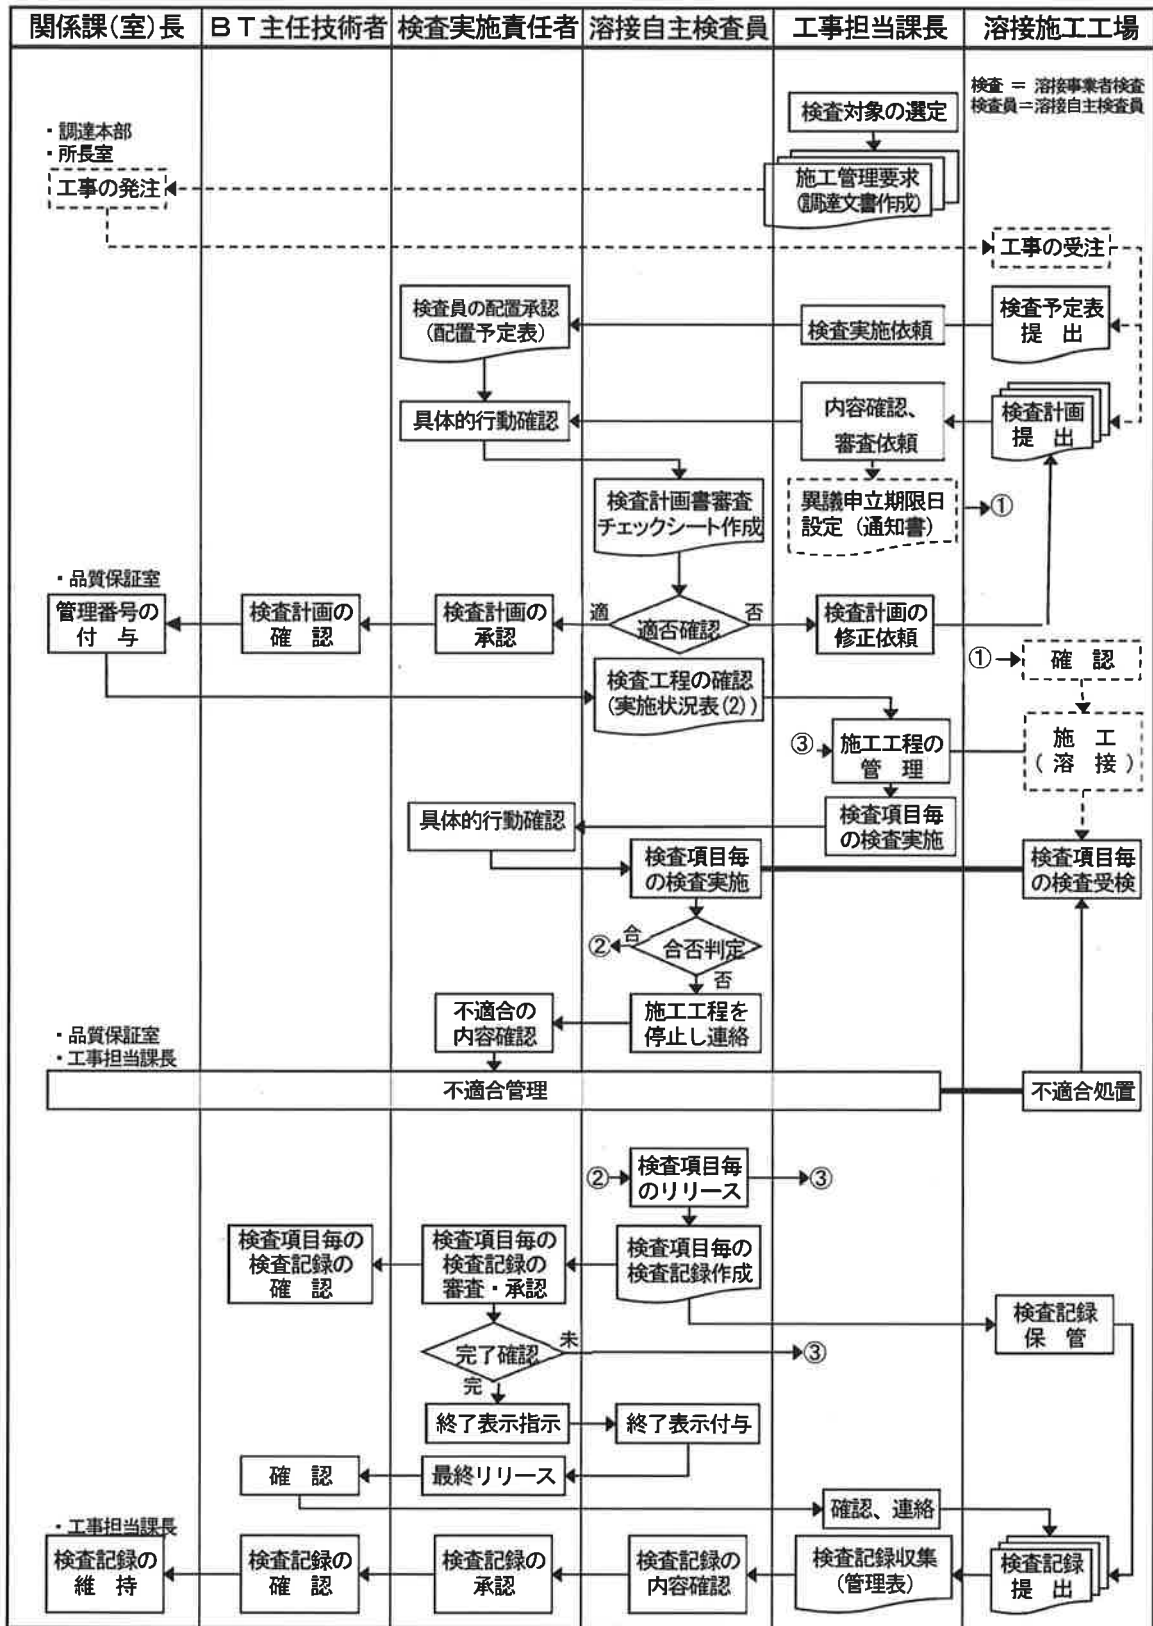 関係課(室)長
BT主任技術者
検査実施責任者
溶接自主検査員
工事担当課長
溶接施工工場
検査 = 溶接事業者検査
検査員=溶接自主検査員
検査対象の選定
・調達本部
・所長室
工事の発注
施工管理要求
(調達文書作成)
工事の受注
検査員の配置承認
(配置予定表)
検査実施依頼
検査予定表
提 出
具体的行動確認
内容確認、
審査依頼
検査計画
提 出
検査計画書審査
チェックシート作成
異議申立期限日
設定(通知書)
①
・品質保証室
管理番号の
付 与
検査計画の
確 認
検査計画の
承 認
適
適否確認
否
検査計画の
修正依頼
①
確 認
検査工程の確認
(実施状況表(2))
③
施工工程の
管 理
施 工
(溶 接)
具体的行動確認
検査項目毎
の検査実施
検査項目毎
の検査実施
検査項目毎
の検査受検
②
合
合否判定
否
不適合の
内容確認
施工工程を
停止し連絡
・品質保証室
・工事担当課長
不適合管理
不適合処置
②
検査項目毎
のリリース
③
検査項目毎の
検査記録の
確 認
検査項目毎の
検査記録の
審査・承認
検査項目毎の
検査記録作成
検査記録
保 管
完了確認
未
③
完
終了表示指示
終了表示付与
確 認
最終リリース
確認、連絡
・工事担当課長
検査記録の
維 持
検査記録の
確 認
検査記録の
承 認
検査記録の
内容確認
検査記録収集
(管理表)
検査記録
提 出